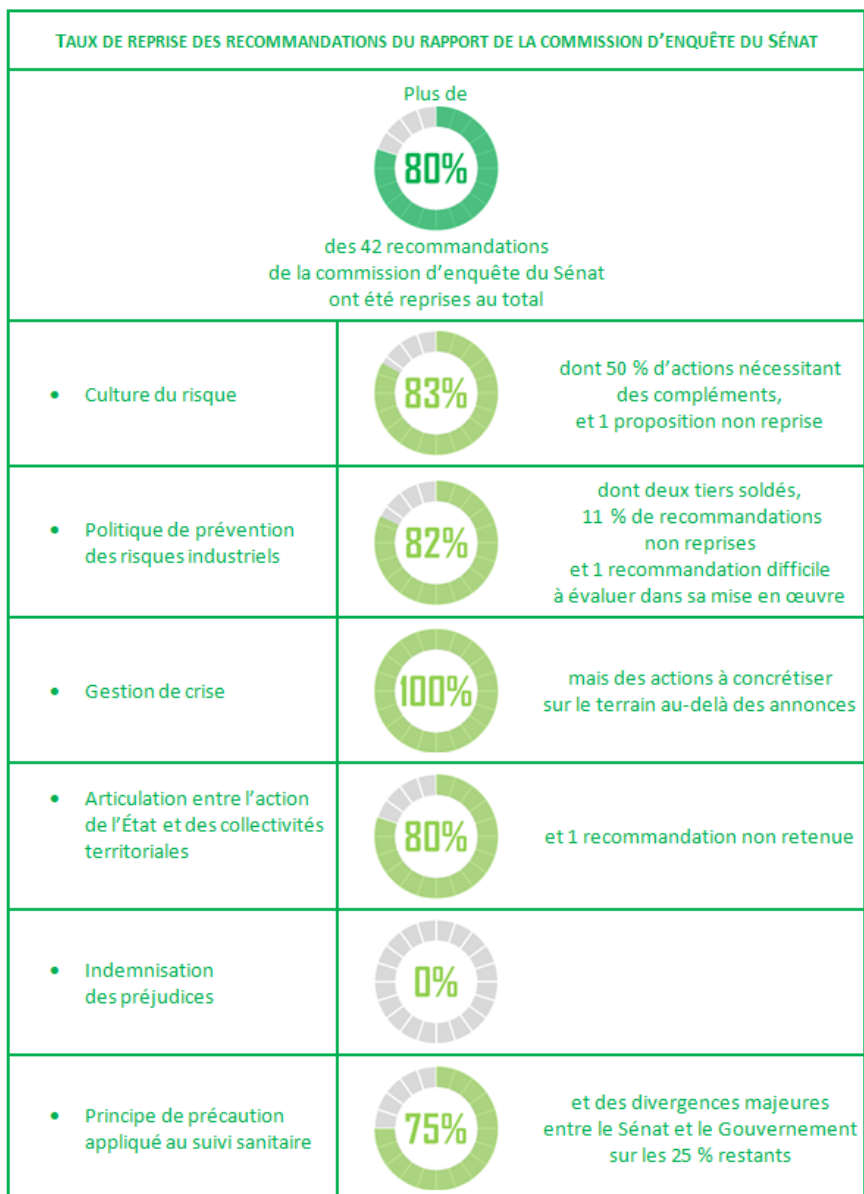 TAUX DE REPRISE DES RECOMMANDATIONS DU RAPPORT DE LA COMMISSION D'ENQUÊTE DU SÉNAT
Plus de
80%
des 42 recommandations
de la commission d'enquête du Sénat
ont été reprises au total
• Culture du risque
83%
dont 50 % d'actions nécessitant
des compléments,
et 1 proposition non reprise
• Politique de prévention
des risques industriels
82%
dont deux tiers soldés,
11 % de recommandations
non reprises
et 1 recommandation difficile
à évaluer dans sa mise en œuvre
• Gestion de crise
100%
mais des actions à concrétiser
sur le terrain au-delà des annonces
• Articulation entre l'action
de l'État et des collectivités
territoriales
80%
et 1 recommandation non retenue
• Indemnisation
des préjudices
0%
• Principe de précaution
appliqué au suivi sanitaire
75%
et des divergences majeures
entre le Sénat et le Gouvernement
sur les 25 % restants